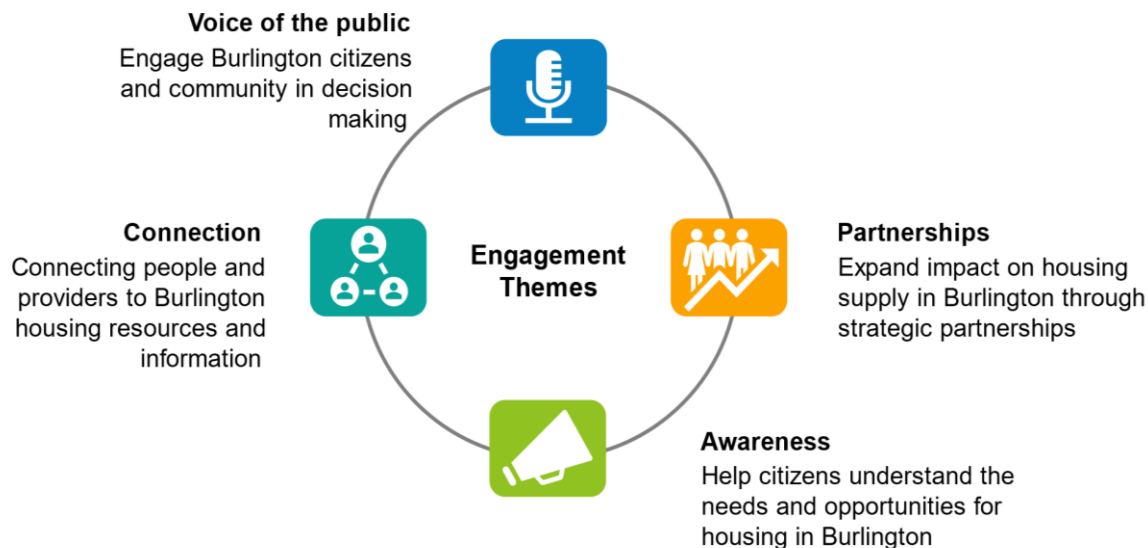 Voice of the public
Engage Burlington citizens
and community in decision
making
Connection
Connecting people and
providers to Burlington
housing resources and
information
Engagement
Themes
Partnerships
Expand impact on housing
supply in Burlington through
strategic partnerships
Awareness
Help citizens understand the
needs and opportunities for
housing in Burlington